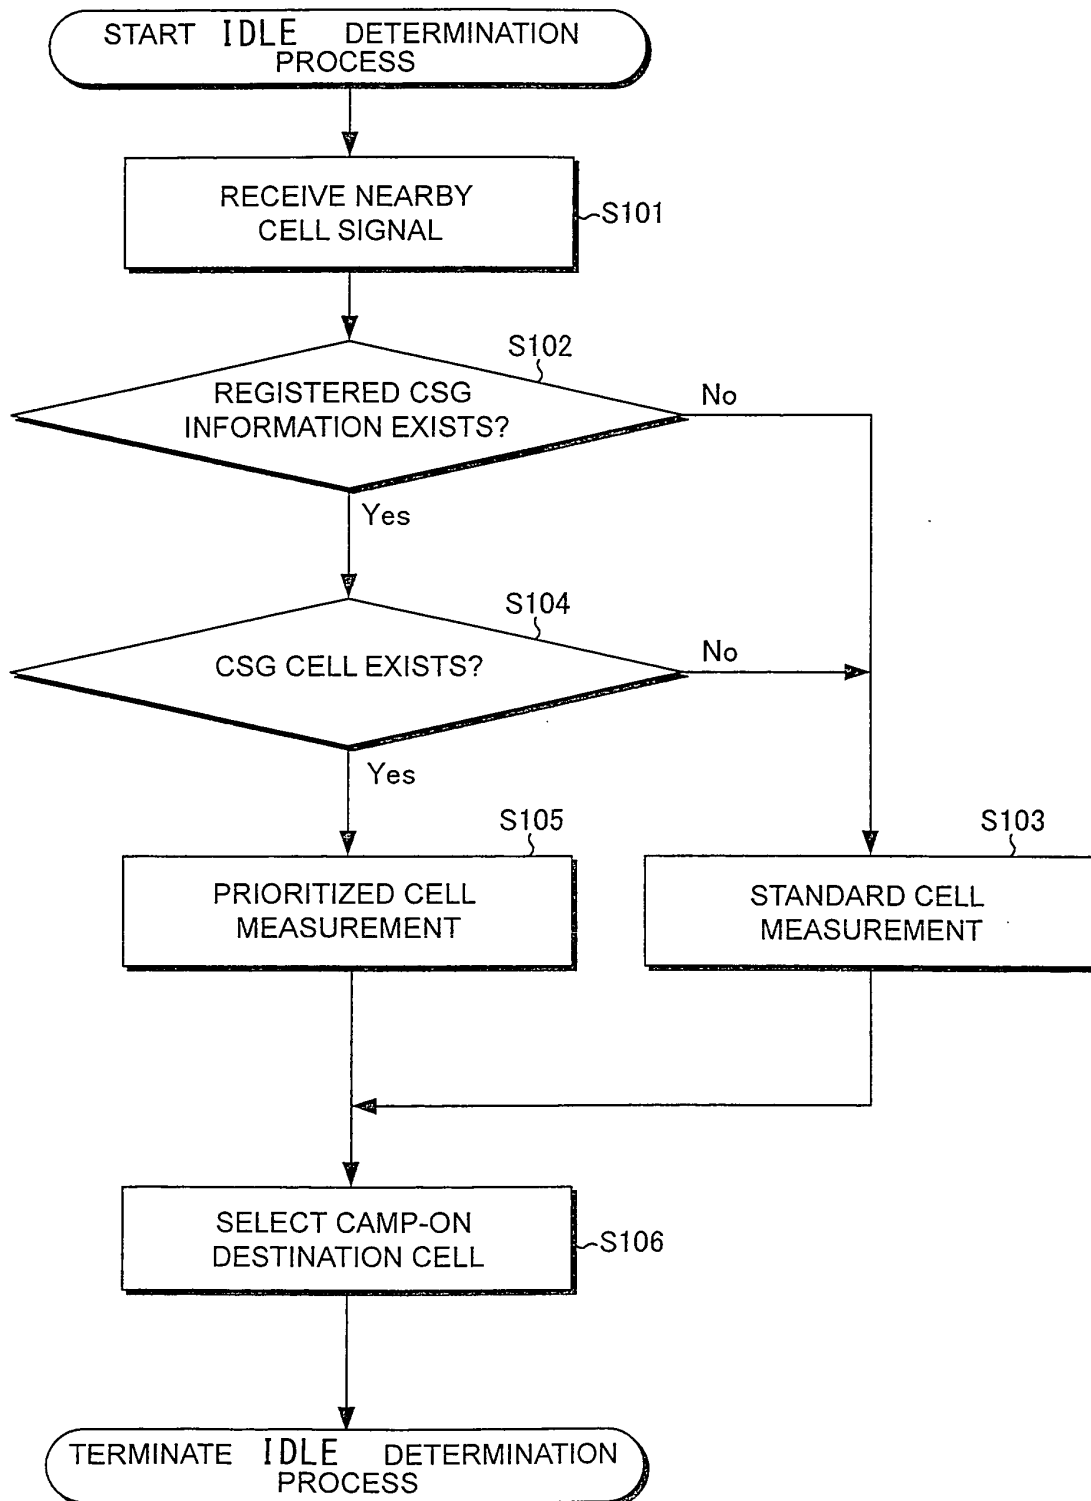 START IDLE DETERMINATION
PROCESS
RECEIVE NEARBY
CELL SIGNAL
S101
S102
REGISTERED CSG
INFORMATION EXISTS?
No
Yes
S104
CSG CELL EXISTS?
No
Yes
S105
PRIORITIZED CELL
MEASUREMENT
S103
STANDARD CELL
MEASUREMENT
SELECT CAMP-ON
DESTINATION CELL
S106
TERMINATE IDLE DETERMINATION
PROCESS